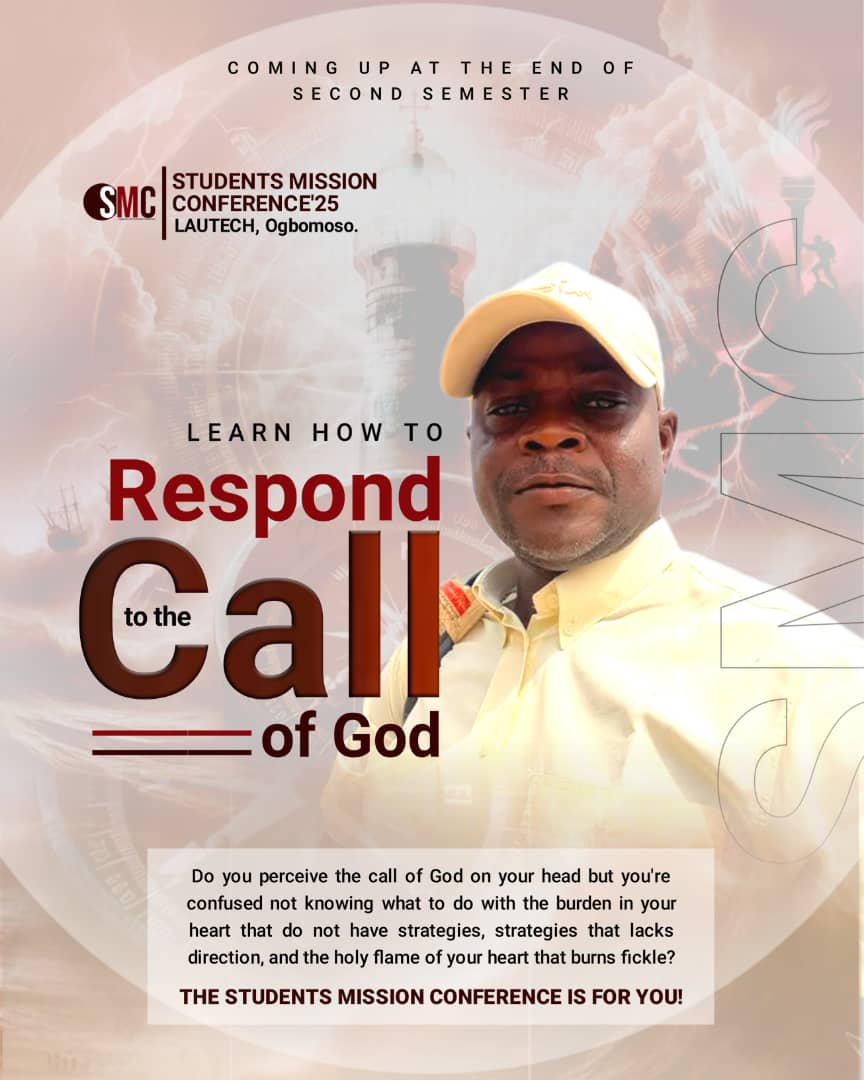 COMING UP AT THE END OF
SECOND SEMESTER
SMC
STUDENTS MISSION
CONFERENCE'25
LAUTECH, Ogbomoso.
LEARN HOW TO
Respond
to the
Call
of God
SMC
Do you perceive the call of God on your head but you're
confused not knowing what to do with the burden in your
heart that do not have strategies, strategies that lacks
direction, and the holy flame of your heart that burns fickle?
THE STUDENTS MISSION CONFERENCE IS FOR YOU!